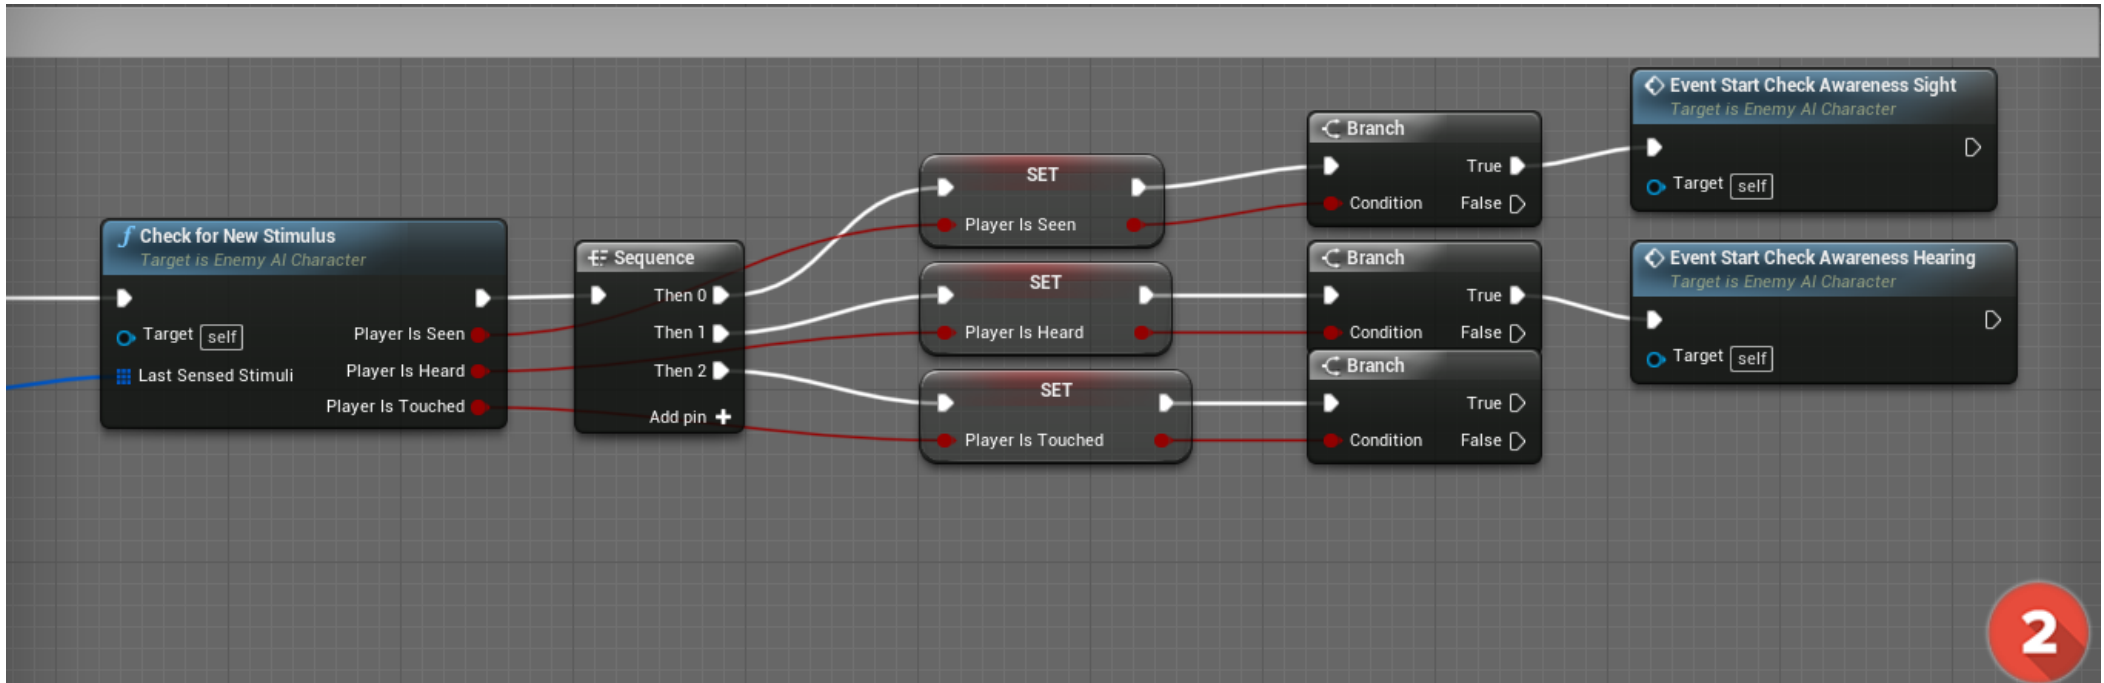 Check for New Stimulus
Target is Enemy AI Character
Target self
Last Sensed Stimuli
Player Is Seen
Player Is Heard
Player Is Touched
Sequence
Then 0
Then 1
Then 2
Add pin
SET
Player Is Seen
SET
Player Is Heard
SET
Player Is Touched
Branch
True
Condition
False
Branch
True
Condition
False
Branch
True
Condition
False
Event Start Check Awareness Sight
Target is Enemy AI Character
Target self
Event Start Check Awareness Hearing
Target is Enemy AI Character
Target self
2